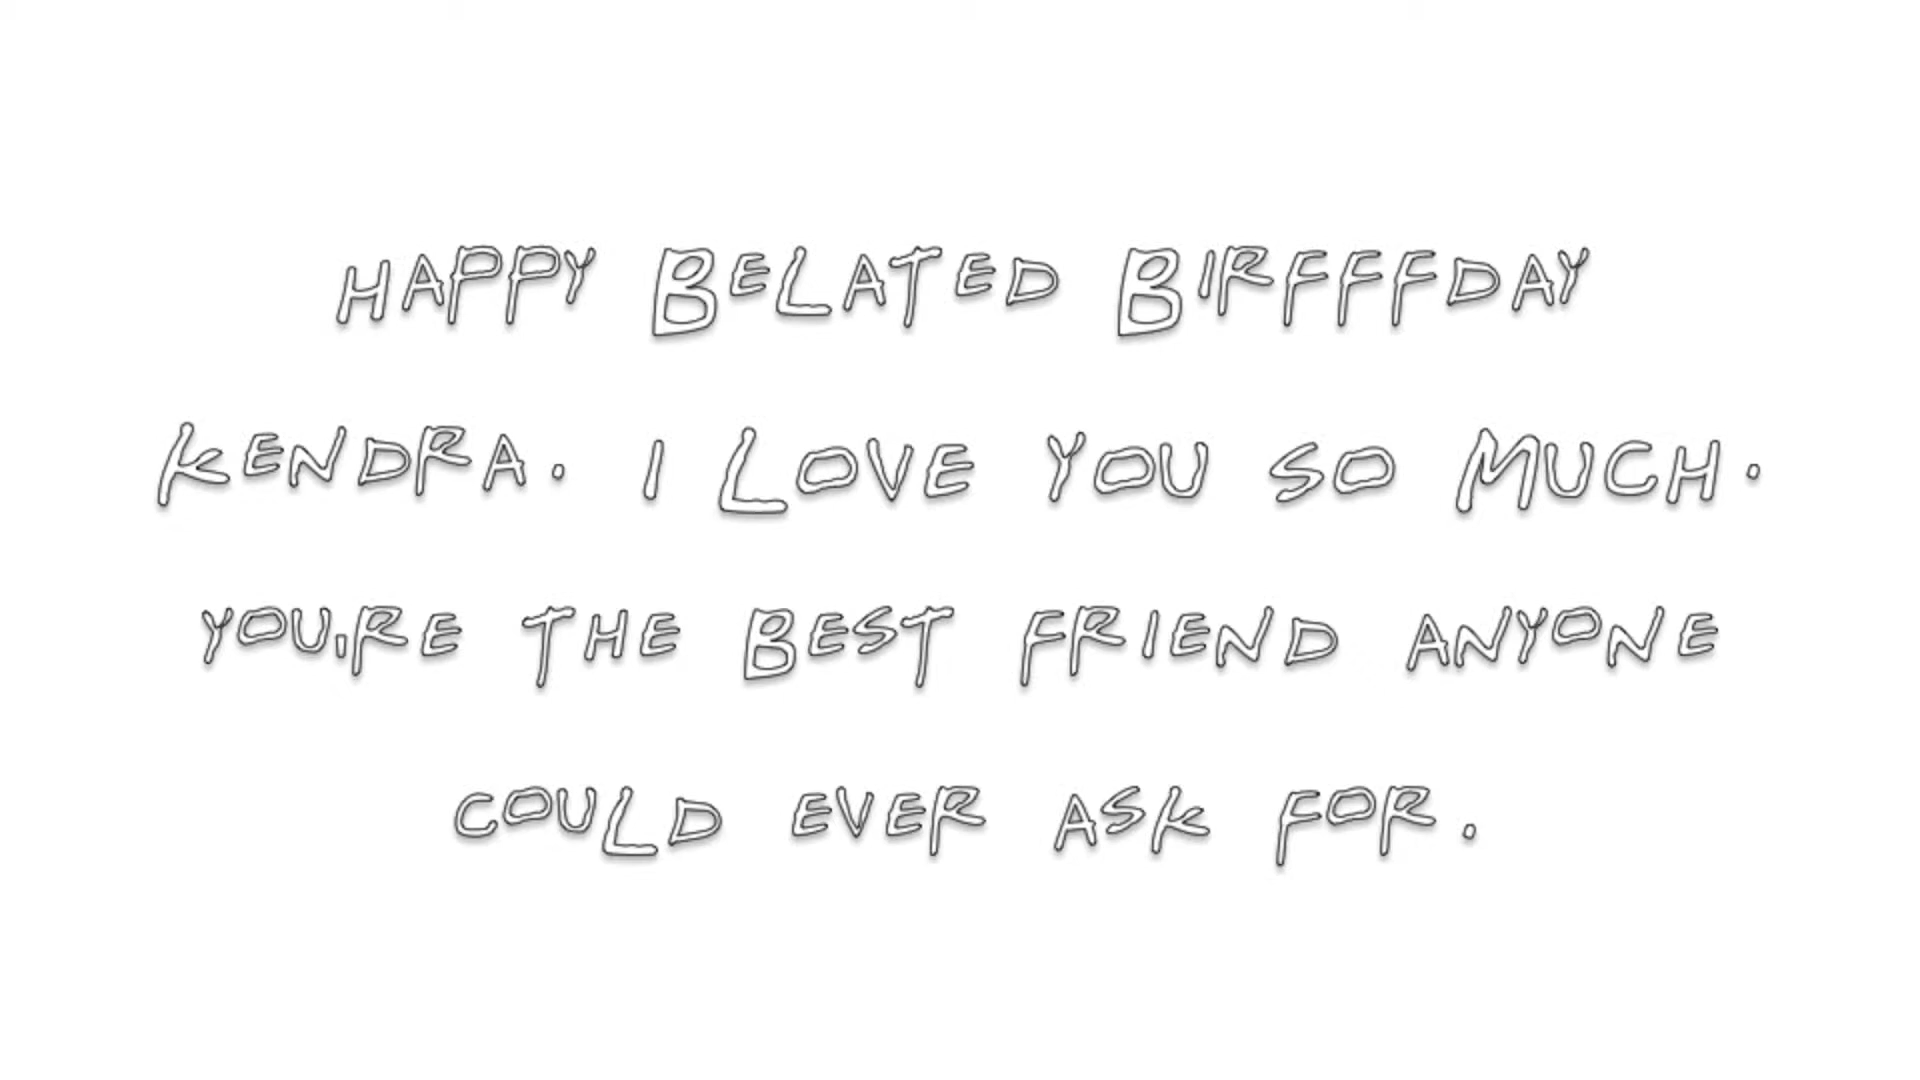 HAPPY BELATED BIRFFFDAY
KENDRA. I LOVE YOU SO MUCH.
YOU'RE THE BEST FRIEND ANYONE
COULD EVER ASK FOR.